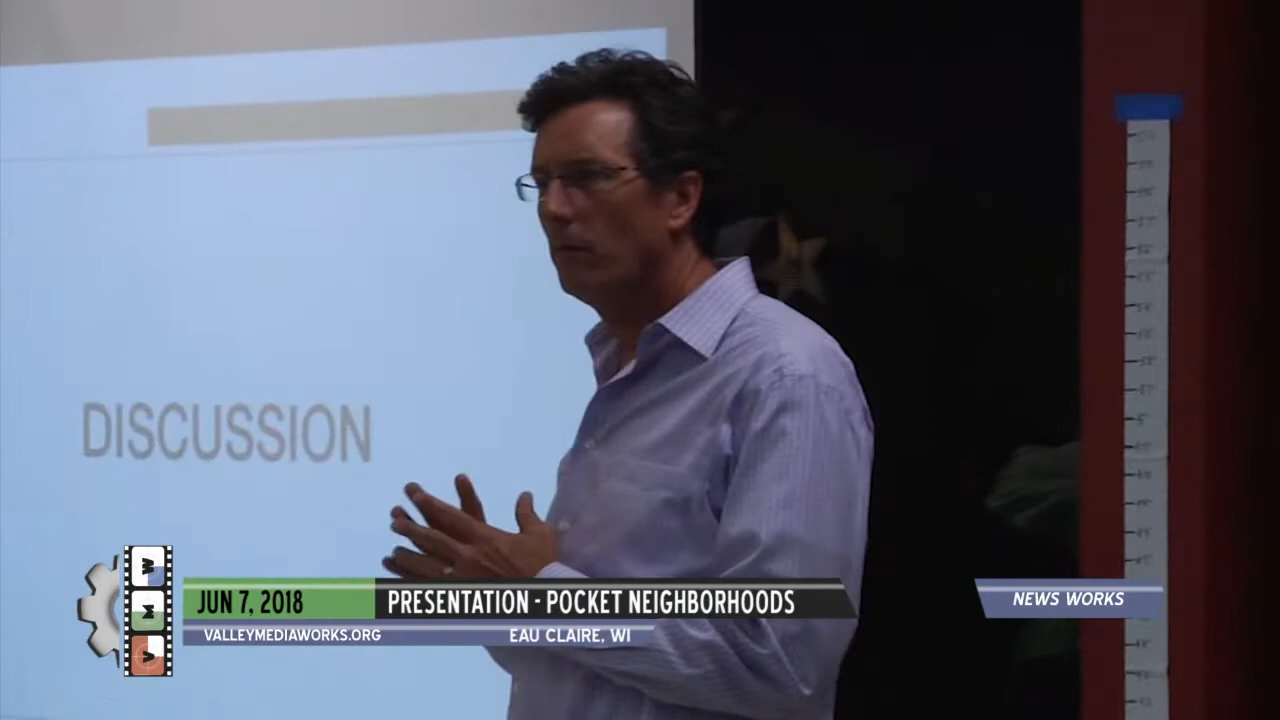 DISCUSSION
W
M
V
JUN 7, 2018
PRESENTATION - POCKET NEIGHBORHOODS
NEWS WORKS
VALLEYMEDIAWORKS.ORG
EAU CLAIRE, WI